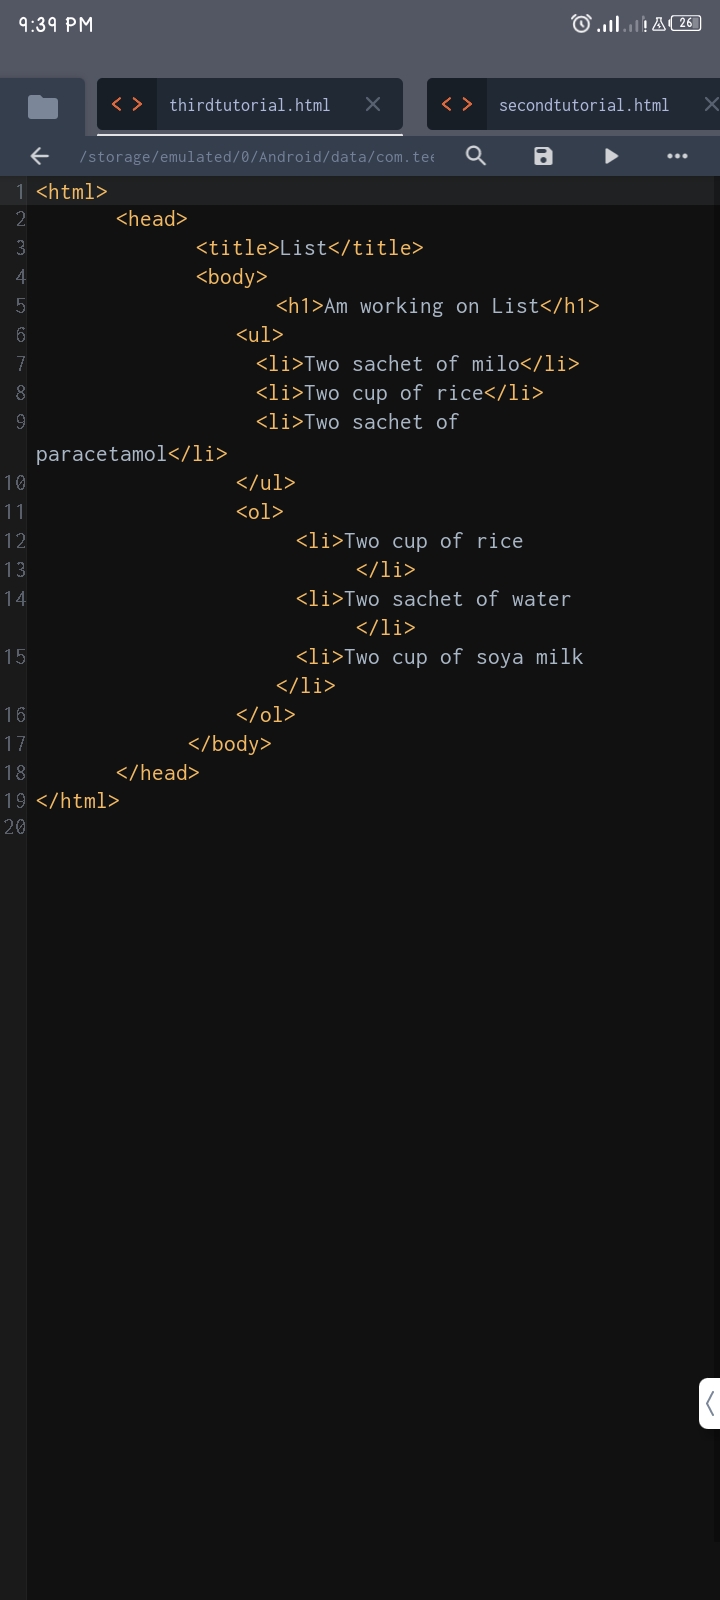 9:39 PM 26
thirdtutorial.html secondtutorial.html
/storage/emulated/0/Android/data/com.tee
1 <html>
2 <head>
3 <title>List</title>
4 <body>
5 <h1>Am working on List</h1>
6 <ul>
7 <li>Two sachet of milo</li>
8 <li>Two cup of rice</li>
9 <li>Two sachet of
paracetamol</li>
10 </ul>
11 <ol>
12 <li>Two cup of rice
13 </li>
14 <li>Two sachet of water
</li>
15 <li>Two cup of soya milk
</li>
16 </ol>
17 </body>
18 </head>
19 </html>
20